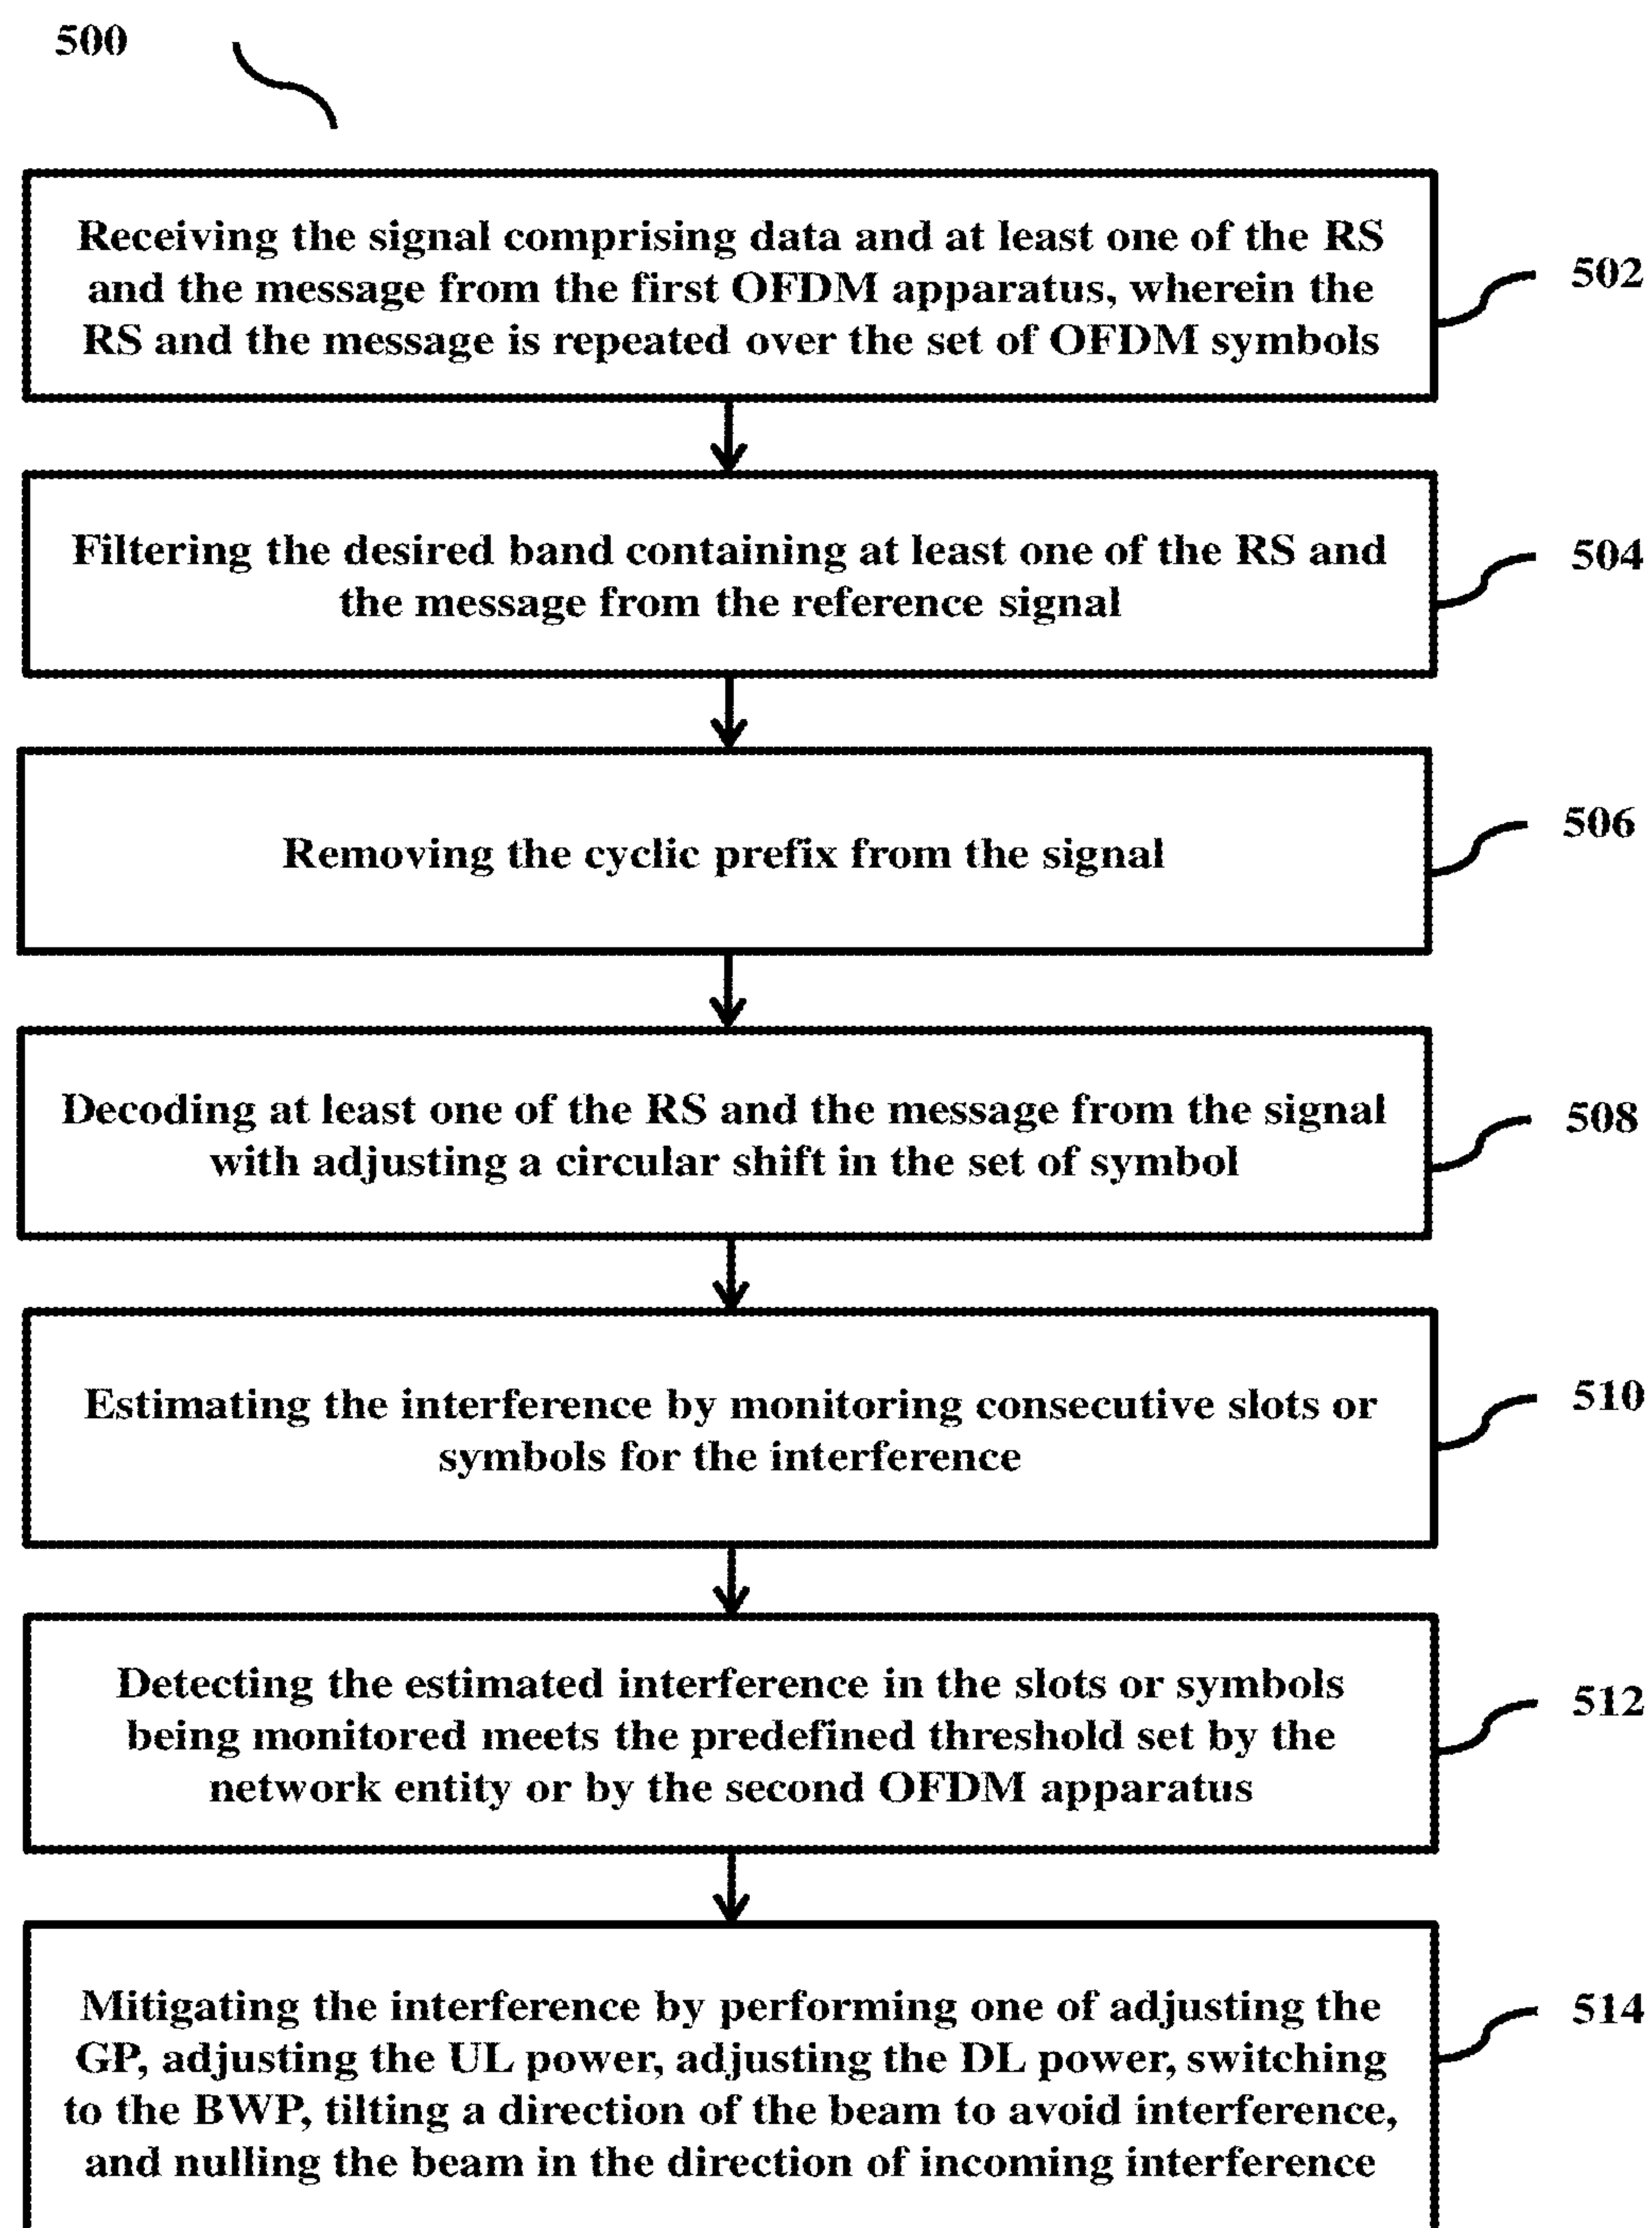 500
Receiving the signal comprising data and at least one of the RS
and the message from the first OFDM apparatus, wherein the
RS and the message is repeated over the set of OFDM symbols
502
Filtering the desired band containing at least one of the RS and
the message from the reference signal
504
Removing the cyclic prefix from the signal
506
Decoding at least one of the RS and the message from the signal
with adjusting a circular shift in the set of symbol
508
Estimating the interference by monitoring consecutive slots or
symbols for the interference
510
Detecting the estimated interference in the slots or symbols
being monitored meets the predefined threshold set by the
network entity or by the second OFDM apparatus
512
Mitigating the interference by performing one of adjusting the
GP, adjusting the UL power, adjusting the DL power, switching
to the BWP, tilting a direction of the beam to avoid interference,
and nulling the beam in the direction of incoming interference
514